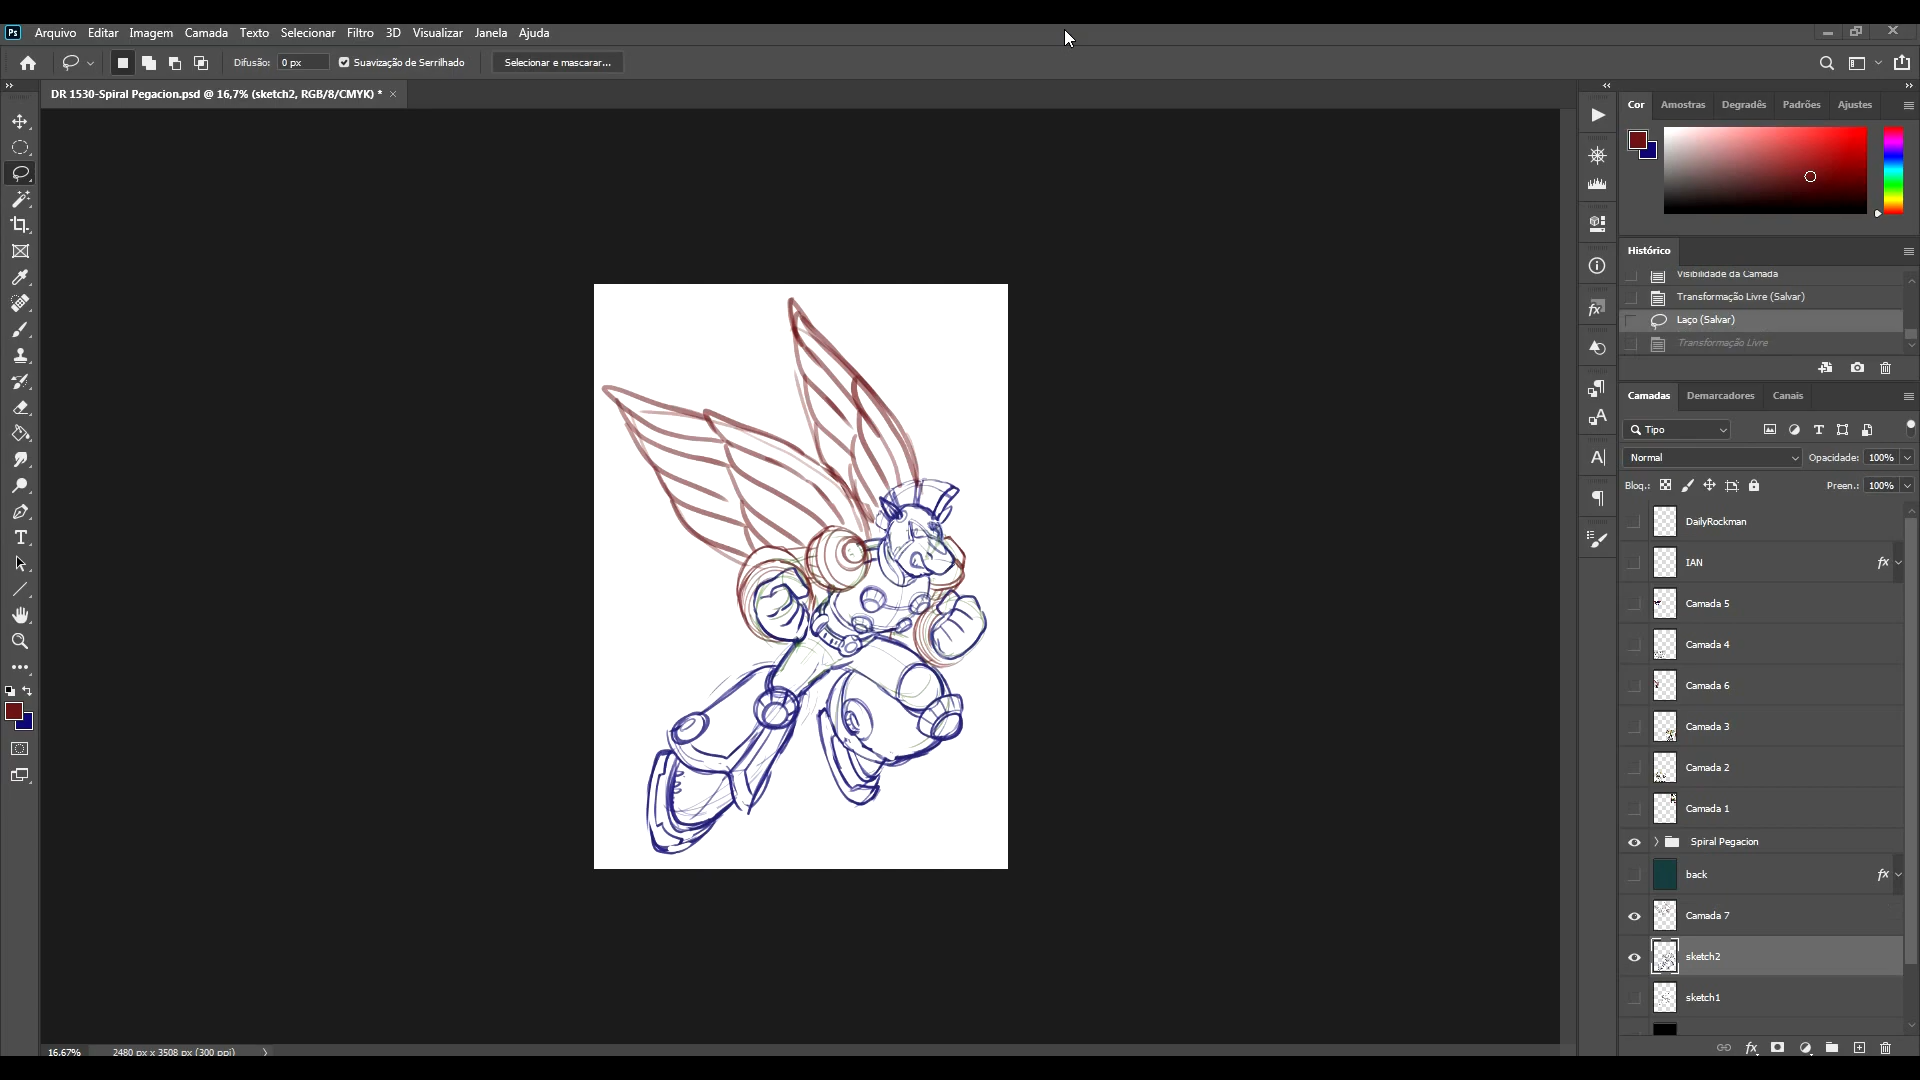 Ps Arquivo Editar Imagem Camada Texto Selecionar Filtro 3D Visualizar Janela Ajuda
Difusão: 0 px Suavização de Serrilhado Selecionar e mascarar...
DR 1530-Spiral Pegacion.psd @ 16,7% (sketch2, RGB/8/CMYK) * ×
Cor Amostras Degradês Padrões Ajustes
Histórico
Visibilidade da Camada
Transformação Livre (Salvar)
Laço (Salvar)
Transformação Livre
Camadas Demarcadores Canais
Tipo
Normal Opacidade: 100%
Bloq.: Preen.: 100%
DailyRockman
IAN fx
Camada 5
Camada 4
Camada 6
Camada 3
Camada 2
Camada 1
Spiral Pegacion
back fx
Camada 7
sketch2
sketch1
16,67% 2480 px x 3508 px (300 ppi)